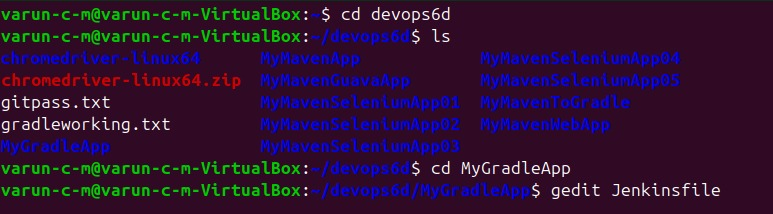 varun-c-m@varun-c-m-VirtualBox:~$ cd devops6d
varun-c-m@varun-c-m-VirtualBox:~/devops6d$ ls
chromedriver-linux64 MyMavenApp MyMavenSeleniumApp04
chromedriver-linux64.zip MyMavenGuavaApp MyMavenSeleniumApp05
gitpass.txt MyMavenSeleniumApp01 MyMavenToGradle
gradleworking.txt MyMavenSeleniumApp02 MyMavenWebApp
MyGradleApp MyMavenSeleniumApp03
varun-c-m@varun-c-m-VirtualBox:~/devops6d$ cd MyGradleApp
varun-c-m@varun-c-m-VirtualBox:~/devops6d/MyGradleApp$ gedit Jenkinsfile